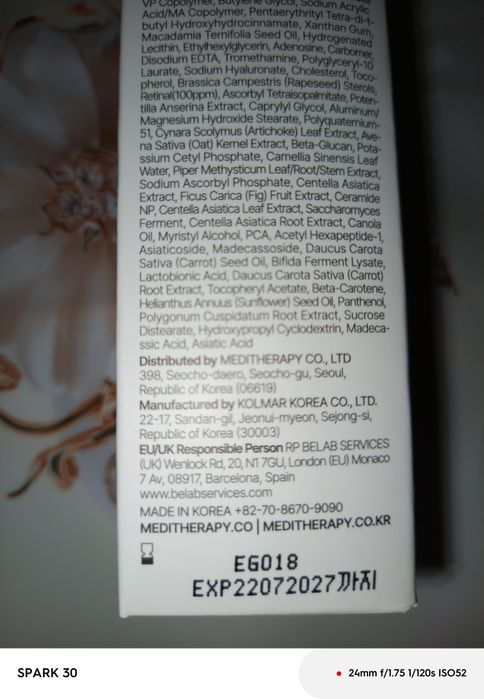 VP Copolymer, Butylene Glycol, Sodium Acrylic
Acid/MA Copolymer, Pentaerythrityl Tetra-di-t-
butyl Hydroxyhydrocinnamate, Xanthan Gum,
Macadamia Ternifolia Seed Oil, Hydrogenated
Lecithin, Ethylhexylglycerin, Adenosine, Carbomer,
Disodium EDTA, Tromethamine, Polyglyceryl-10
Laurate, Sodium Hyaluronate, Cholesterol, Toco-
pherol, Brassica Campestris (Rapeseed) Sterols,
Retinal(100ppm), Ascorbyl Tetraisopalmitate, Poten-
tilla Anserina Extract, Caprylyl Glycol, Aluminum/
Magnesium Hydroxide Stearate, Polyquaternium-
51, Cynara Scolymus (Artichoke) Leaf Extract, Ave-
na Sativa (Oat) Kernel Extract, Beta-Glucan, Pota-
ssium Cetyl Phosphate, Camellia Sinensis Leaf
Water, Piper Methysticum Leaf/Root/Stem Extract,
Sodium Ascorbyl Phosphate, Centella Asiatica
Extract, Ficus Carica (Fig) Fruit Extract, Ceramide
NP, Centella Asiatica Leaf Extract, Saccharomyces
Ferment, Centella Asiatica Root Extract, Canola
Oil, Myristyl Alcohol, PCA, Acetyl Hexapeptide-1,
Asiaticoside, Madecassoside, Daucus Carota
Sativa (Carrot) Seed Oil, Bifida Ferment Lysate,
Lactobionic Acid, Daucus Carota Sativa (Carrot)
Root Extract, Tocopheryl Acetate, Beta-Carotene,
Helianthus Annuus (Sunflower) Seed Oil, Panthenol,
Polygonum Cuspidatum Root Extract, Sucrose
Distearate, Hydroxypropyl Cyclodextrin, Madeca-
ssic Acid, Asiatic Acid
Distributed by MEDITHERAPY CO., LTD
398, Seocho-daero, Seocho-gu, Seoul,
Republic of Korea (06619)
Manufactured by KOLMAR KOREA CO., LTD.
22-17, Sandan-gil, Jeonui-myeon, Sejong-si,
Republic of Korea (30003)
EU/UK Responsible Person RP BELAB SERVICES
(UK) Wenlock Rd, 20, N1 7GU, London (EU) Monaco
7 Av, 08917, Barcelona, Spain
www.belabservices.com
MADE IN KOREA +82-70-8670-9090
MEDITHERAPY.CO | MEDITHERAPY.CO.KR
EG018
EXP22072027까지
SPARK 30
24mm f/1.75 1/120s ISO52